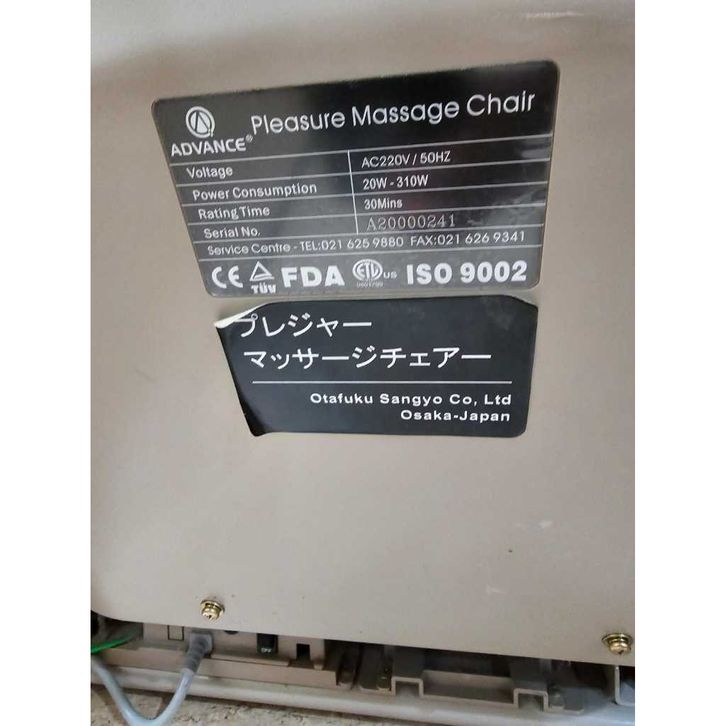 Pleasure Massage Chair
ADVANCE®
Voltage AC220V / 50HZ
Power Consumption 20W - 310W
Rating Time 30Mins
Serial No. A20000241
Service Centre - TEL:021 625 9880 FAX:021 626 9341
CE TÜV FDA ETL US ISO 9002
プレジャー
マッサージチェアー
Otafuku Sangyo Co, Ltd
Osaka-Japan
OFF